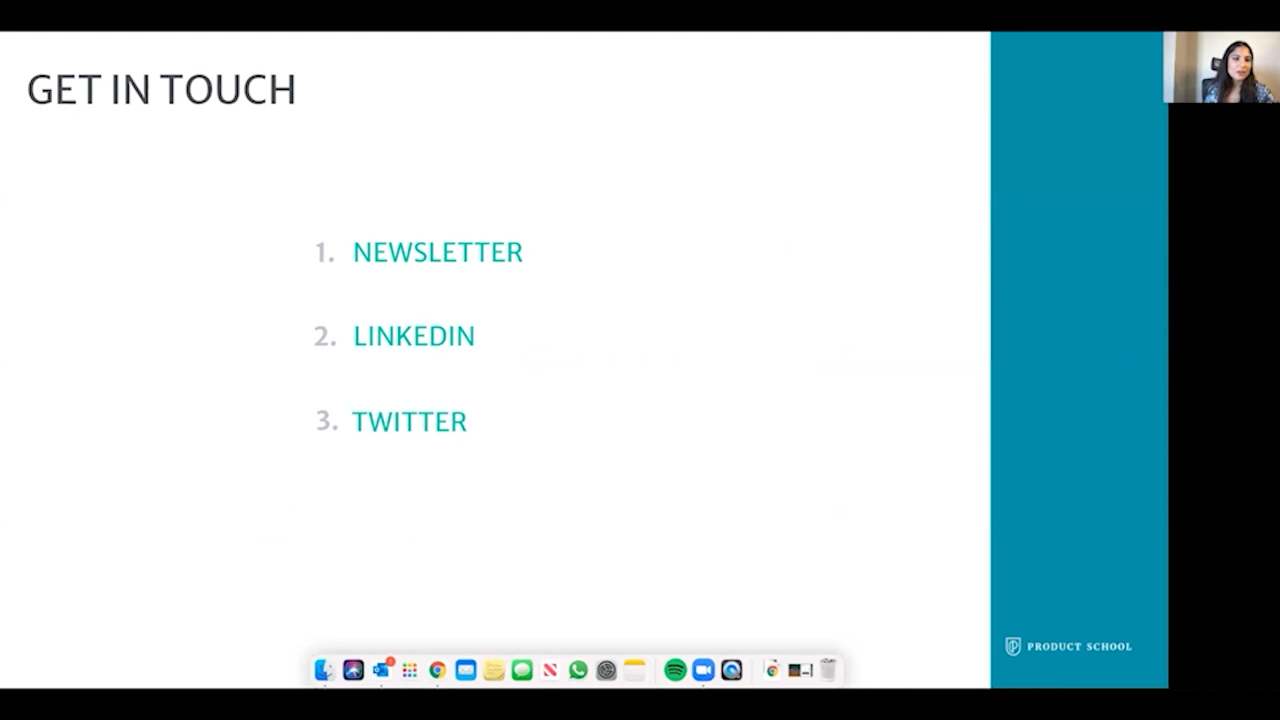 GET IN TOUCH
1. NEWSLETTER
2. LINKEDIN
3. TWITTER
PRODUCT SCHOOL